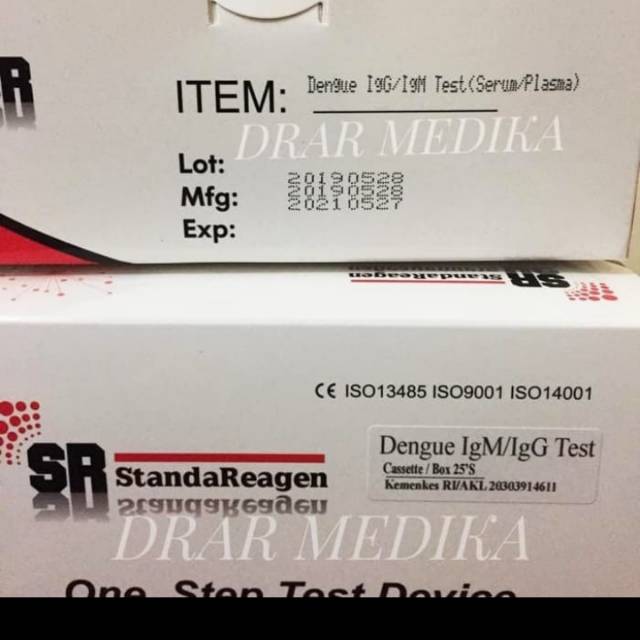 R
ITEM: Dengue IgG/IgM Test(Serum/Plasma)
DRAR MEDIKA
Lot: 20190528
Mfg: 20190528
Exp: 20210527
StandaReagen SR
CE ISO13485 ISO9001 ISO14001
SR StandaReagen
Dengue IgM/IgG Test
Cassette / Box 25'S
Kemenkes RI/AKL 20303914611
DRAR MEDIKA
One Step Test Device